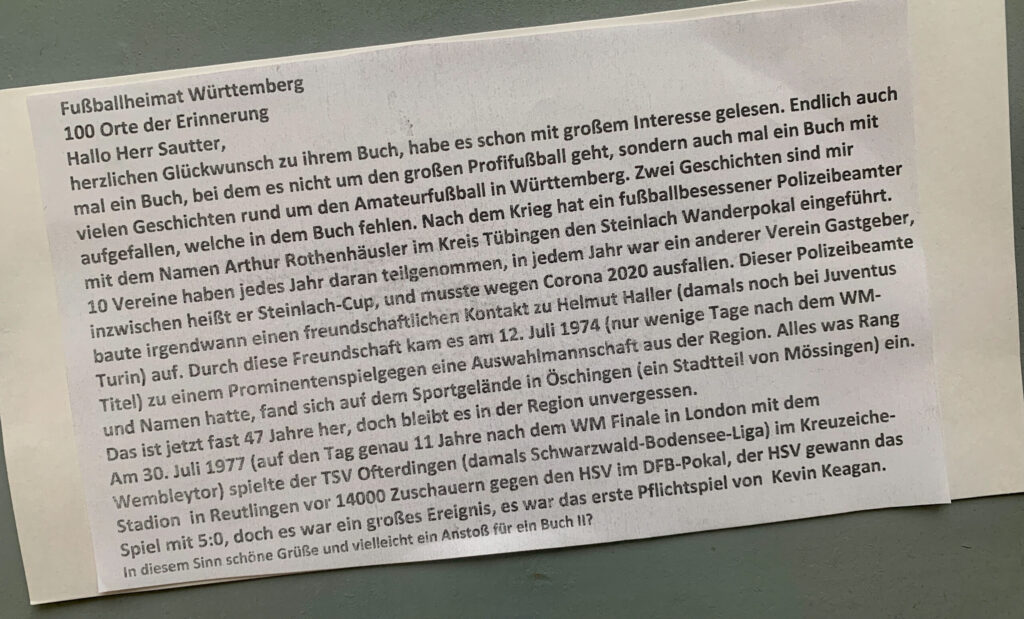 Fußballheimat Württemberg
100 Orte der Erinnerung
Hallo Herr Sautter,
herzlichen Glückwunsch zu ihrem Buch, habe es schon mit großem Interesse gelesen. Endlich auch
mal ein Buch, bei dem es nicht um den großen Profifußball geht, sondern auch mal ein Buch mit
vielen Geschichten rund um den Amateurfußball in Württemberg. Zwei Geschichten sind mir
aufgefallen, welche in dem Buch fehlen. Nach dem Krieg hat ein fußballbesessener Polizeibeamter
mit dem Namen Arthur Rothenhäusler im Kreis Tübingen den Steinlach Wanderpokal eingeführt.
10 Vereine haben jedes Jahr daran teilgenommen, in jedem Jahr war ein anderer Verein Gastgeber,
inzwischen heißt er Steinlach-Cup, und musste wegen Corona 2020 ausfallen. Dieser Polizeibeamte
baute irgendwann einen freundschaftlichen Kontakt zu Helmut Haller (damals noch bei Juventus
Turin) auf. Durch diese Freundschaft kam es am 12. Juli 1974 (nur wenige Tage nach dem WM-
Titel) zu einem Prominentenspielgegen eine Auswahlmannschaft aus der Region. Alles was Rang
und Namen hatte, fand sich auf dem Sportgelände in Öschingen (ein Stadtteil von Mössingen) ein.
Das ist jetzt fast 47 Jahre her, doch bleibt es in der Region unvergessen.
Am 30. Juli 1977 (auf den Tag genau 11 Jahre nach dem WM Finale in London mit dem
Wembleytor) spielte der TSV Ofterdingen (damals Schwarzwald-Bodensee-Liga) im Kreuzeiche-
Stadion in Reutlingen vor 14000 Zuschauern gegen den HSV im DFB-Pokal, der HSV gewann das
Spiel mit 5:0, doch es war ein großes Ereignis, es war das erste Pflichtspiel von Kevin Keagan.
In diesem Sinn schöne Grüße und vielleicht ein Anstoß für ein Buch II?